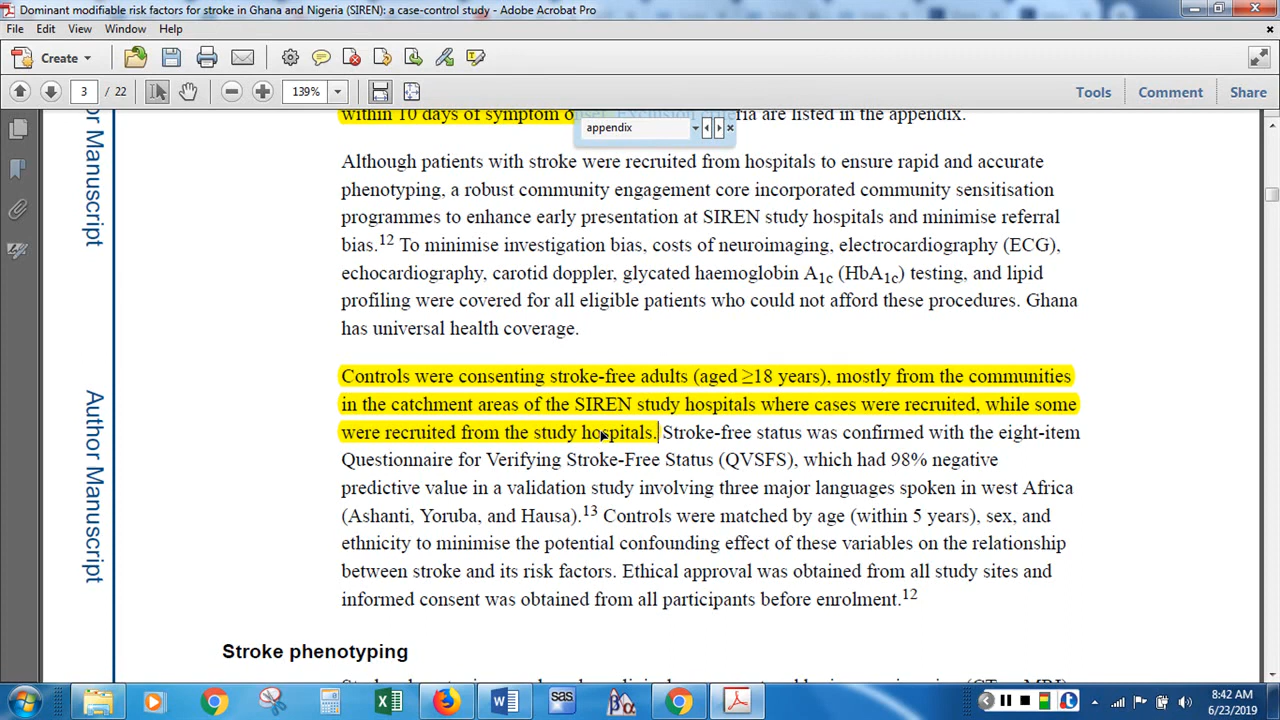 Dominant modifiable risk factors for stroke in Ghana and Nigeria (SIREN): a case-control study - Adobe Acrobat Pro
File Edit View Window Help
Create
3 / 22 139% Tools Comment Share
within 10 days of symptom onset. Exclusion criteria are listed in the appendix.
appendix
Although patients with stroke were recruited from hospitals to ensure rapid and accurate
phenotyping, a robust community engagement core incorporated community sensitisation
programmes to enhance early presentation at SIREN study hospitals and minimise referral
bias.12 To minimise investigation bias, costs of neuroimaging, electrocardiography (ECG),
echocardiography, carotid doppler, glycated haemoglobin A1c (HbA1c) testing, and lipid
profiling were covered for all eligible patients who could not afford these procedures. Ghana
has universal health coverage.
Controls were consenting stroke-free adults (aged ≥18 years), mostly from the communities
in the catchment areas of the SIREN study hospitals where cases were recruited, while some
were recruited from the study hospitals. Stroke-free status was confirmed with the eight-item
Questionnaire for Verifying Stroke-Free Status (QVSFS), which had 98% negative
predictive value in a validation study involving three major languages spoken in west Africa
(Ashanti, Yoruba, and Hausa).13 Controls were matched by age (within 5 years), sex, and
ethnicity to minimise the potential confounding effect of these variables on the relationship
between stroke and its risk factors. Ethical approval was obtained from all study sites and
informed consent was obtained from all participants before enrolment.12
Stroke phenotyping
or Manuscript
Author Manuscript
sas
βα
8:42 AM
6/23/2019